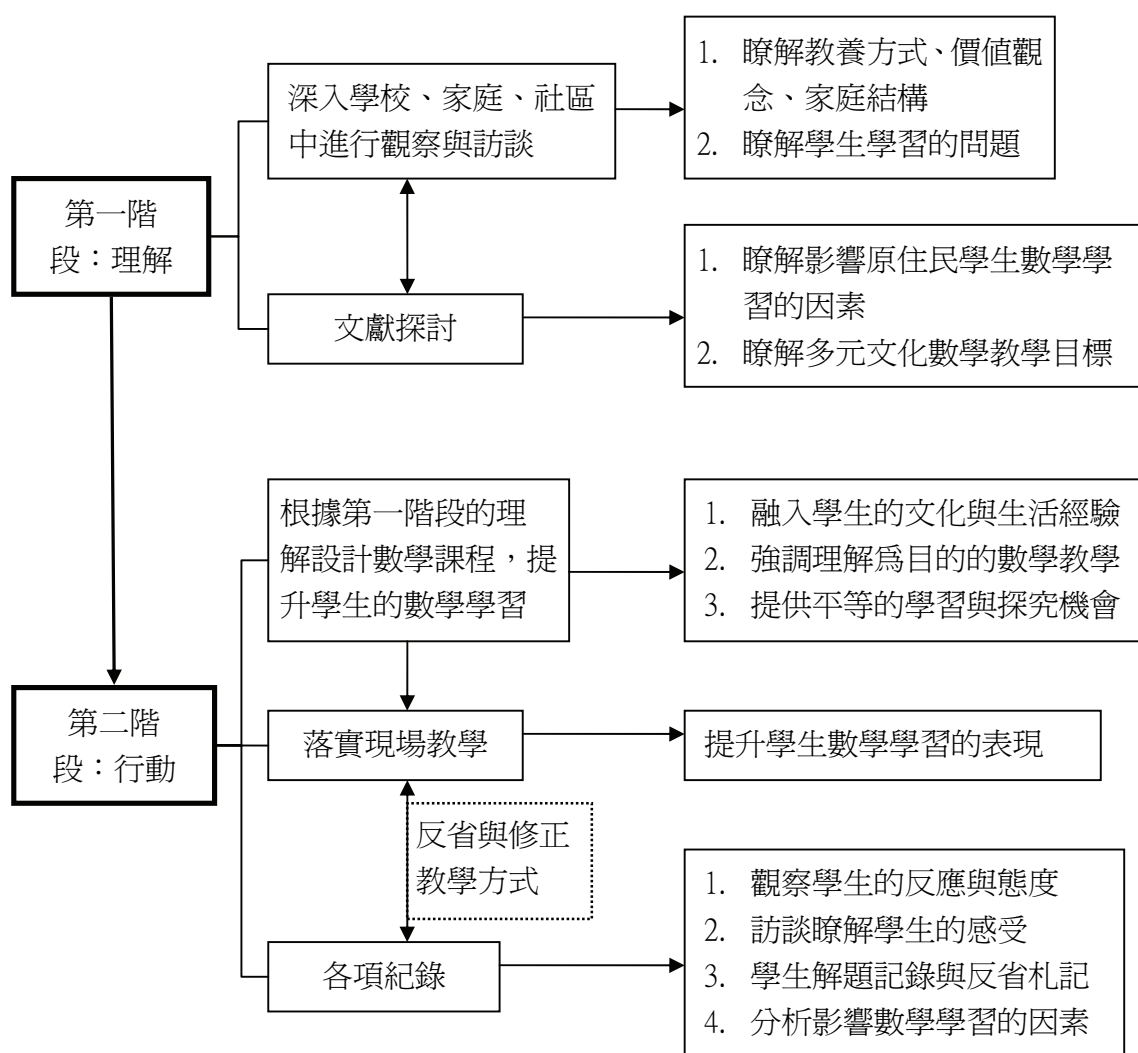 深入學校、家庭、社區
中進行觀察與訪談
1. 瞭解教養方式、價值觀
念、家庭結構
2. 瞭解學生學習的問題
第一階
段：理解
文獻探討
1. 瞭解影響原住民學生數學學
習的因素
2. 瞭解多元文化數學教學目標
根據第一階段的理
解設計數學課程，提
升學生的數學學習
1. 融入學生的文化與生活經驗
2. 強調理解為目的的數學教學
3. 提供平等的學習與探究機會
第二階
段：行動
落實現場教學
提升學生數學學習的表現
反省與修正
教學方式
各項紀錄
1. 觀察學生的反應與態度
2. 訪談瞭解學生的感受
3. 學生解題記錄與反省札記
4. 分析影響數學學習的因素